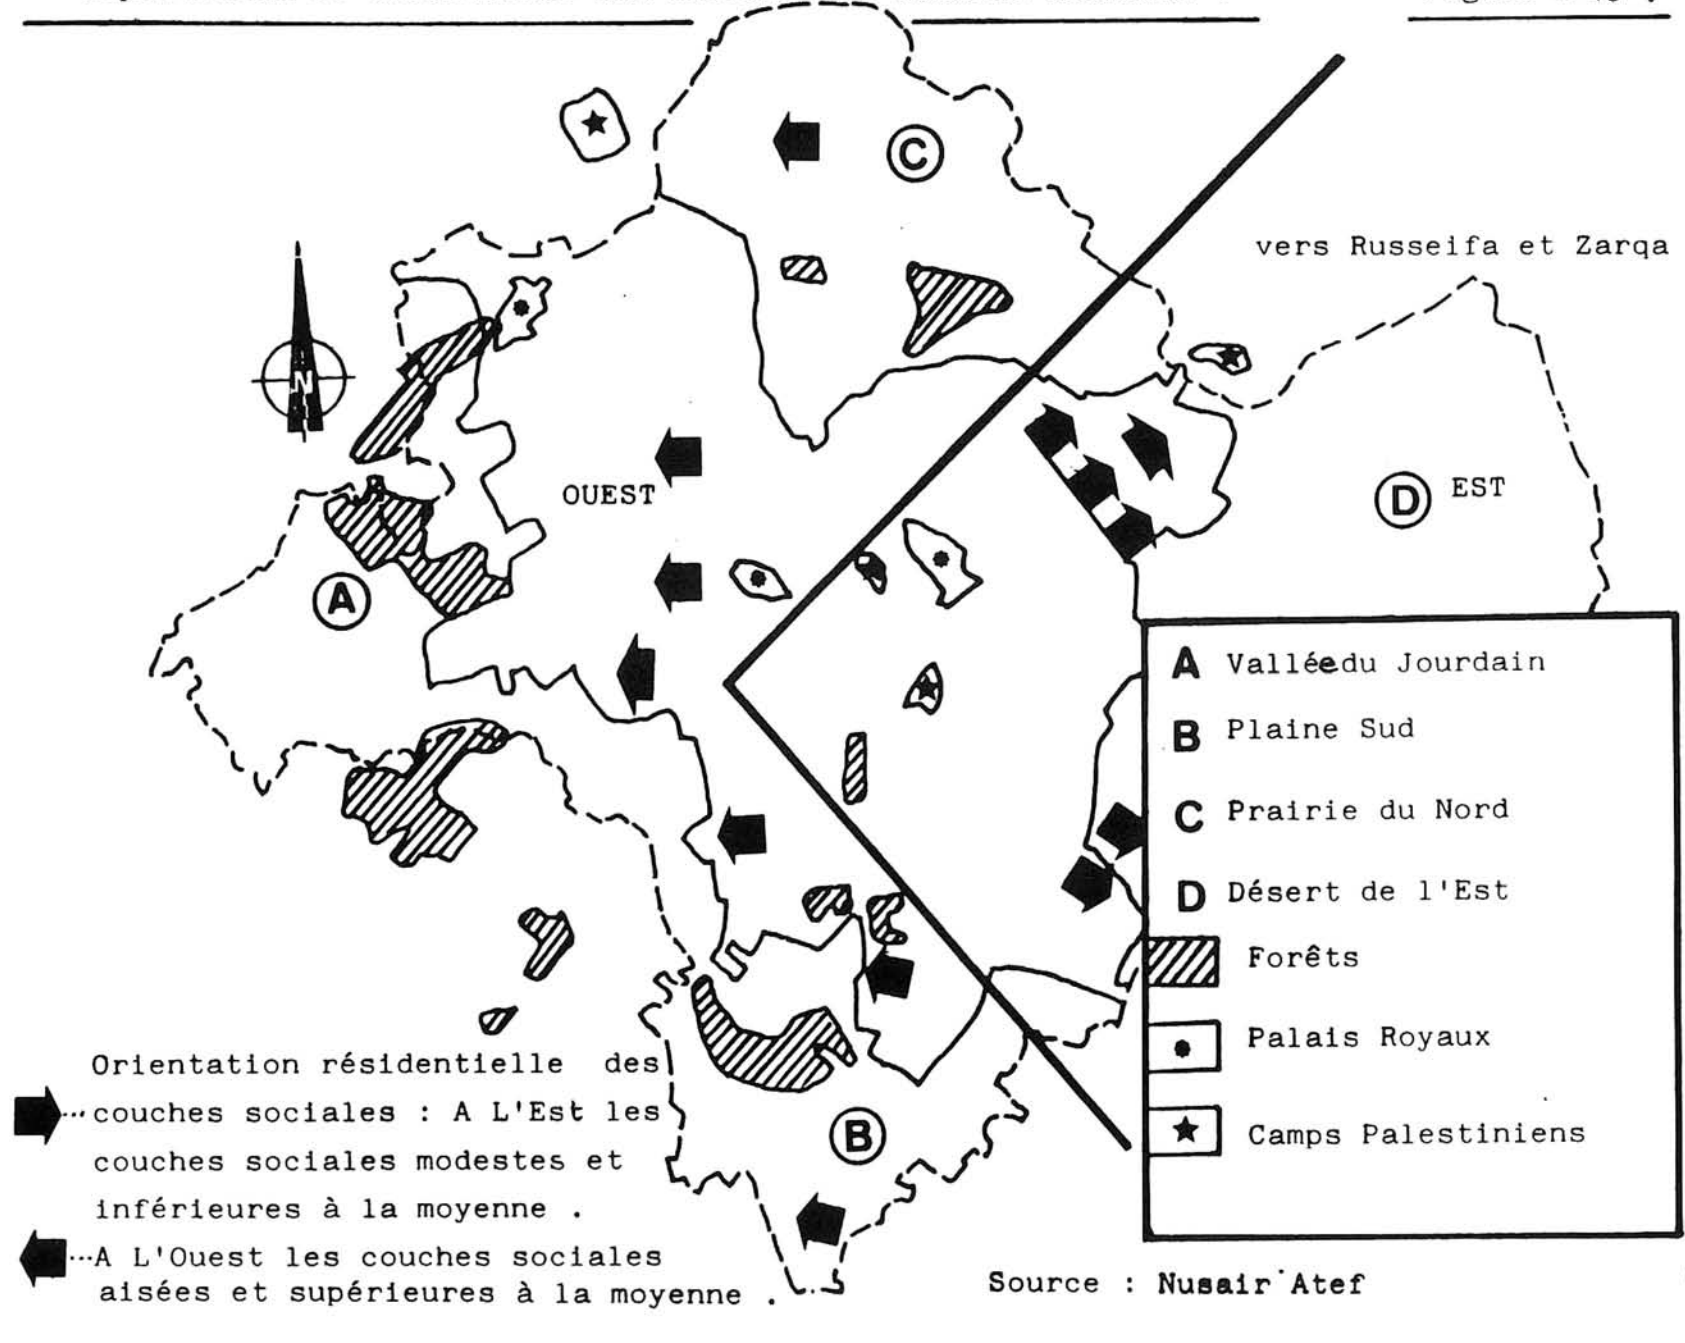 C
vers Russeifa et Zarqa
N
OUEST
D EST
A
A Valléedu Jourdain
B Plaine Sud
C Prairie du Nord
D Désert de l'Est
Forêts
Palais Royaux
Camps Palestiniens
B
Orientation résidentielle des
...couches sociales : A L'Est les
couches sociales modestes et
inférieures à la moyenne .
...A L'Ouest les couches sociales
aisées et supérieures à la moyenne .
Source : Nusair Atef